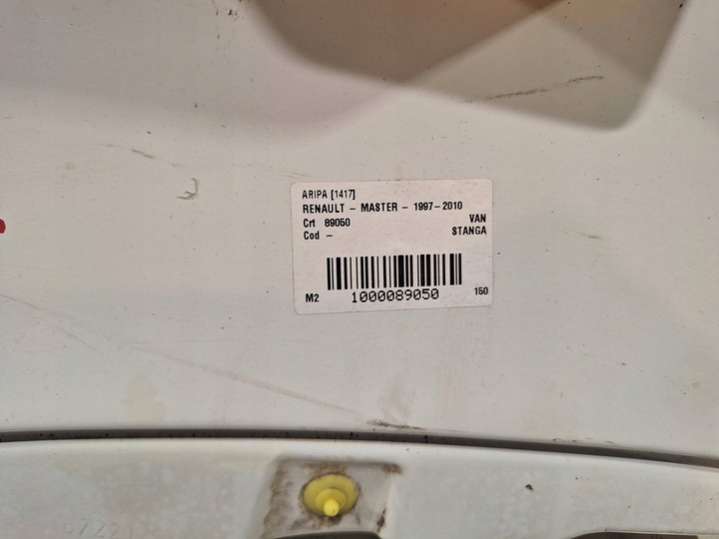 ARIPA [1417]
RENAULT - MASTER - 1997-2010
Crt 89050 VAN
Cod - STANGA
M2 1000089050 150